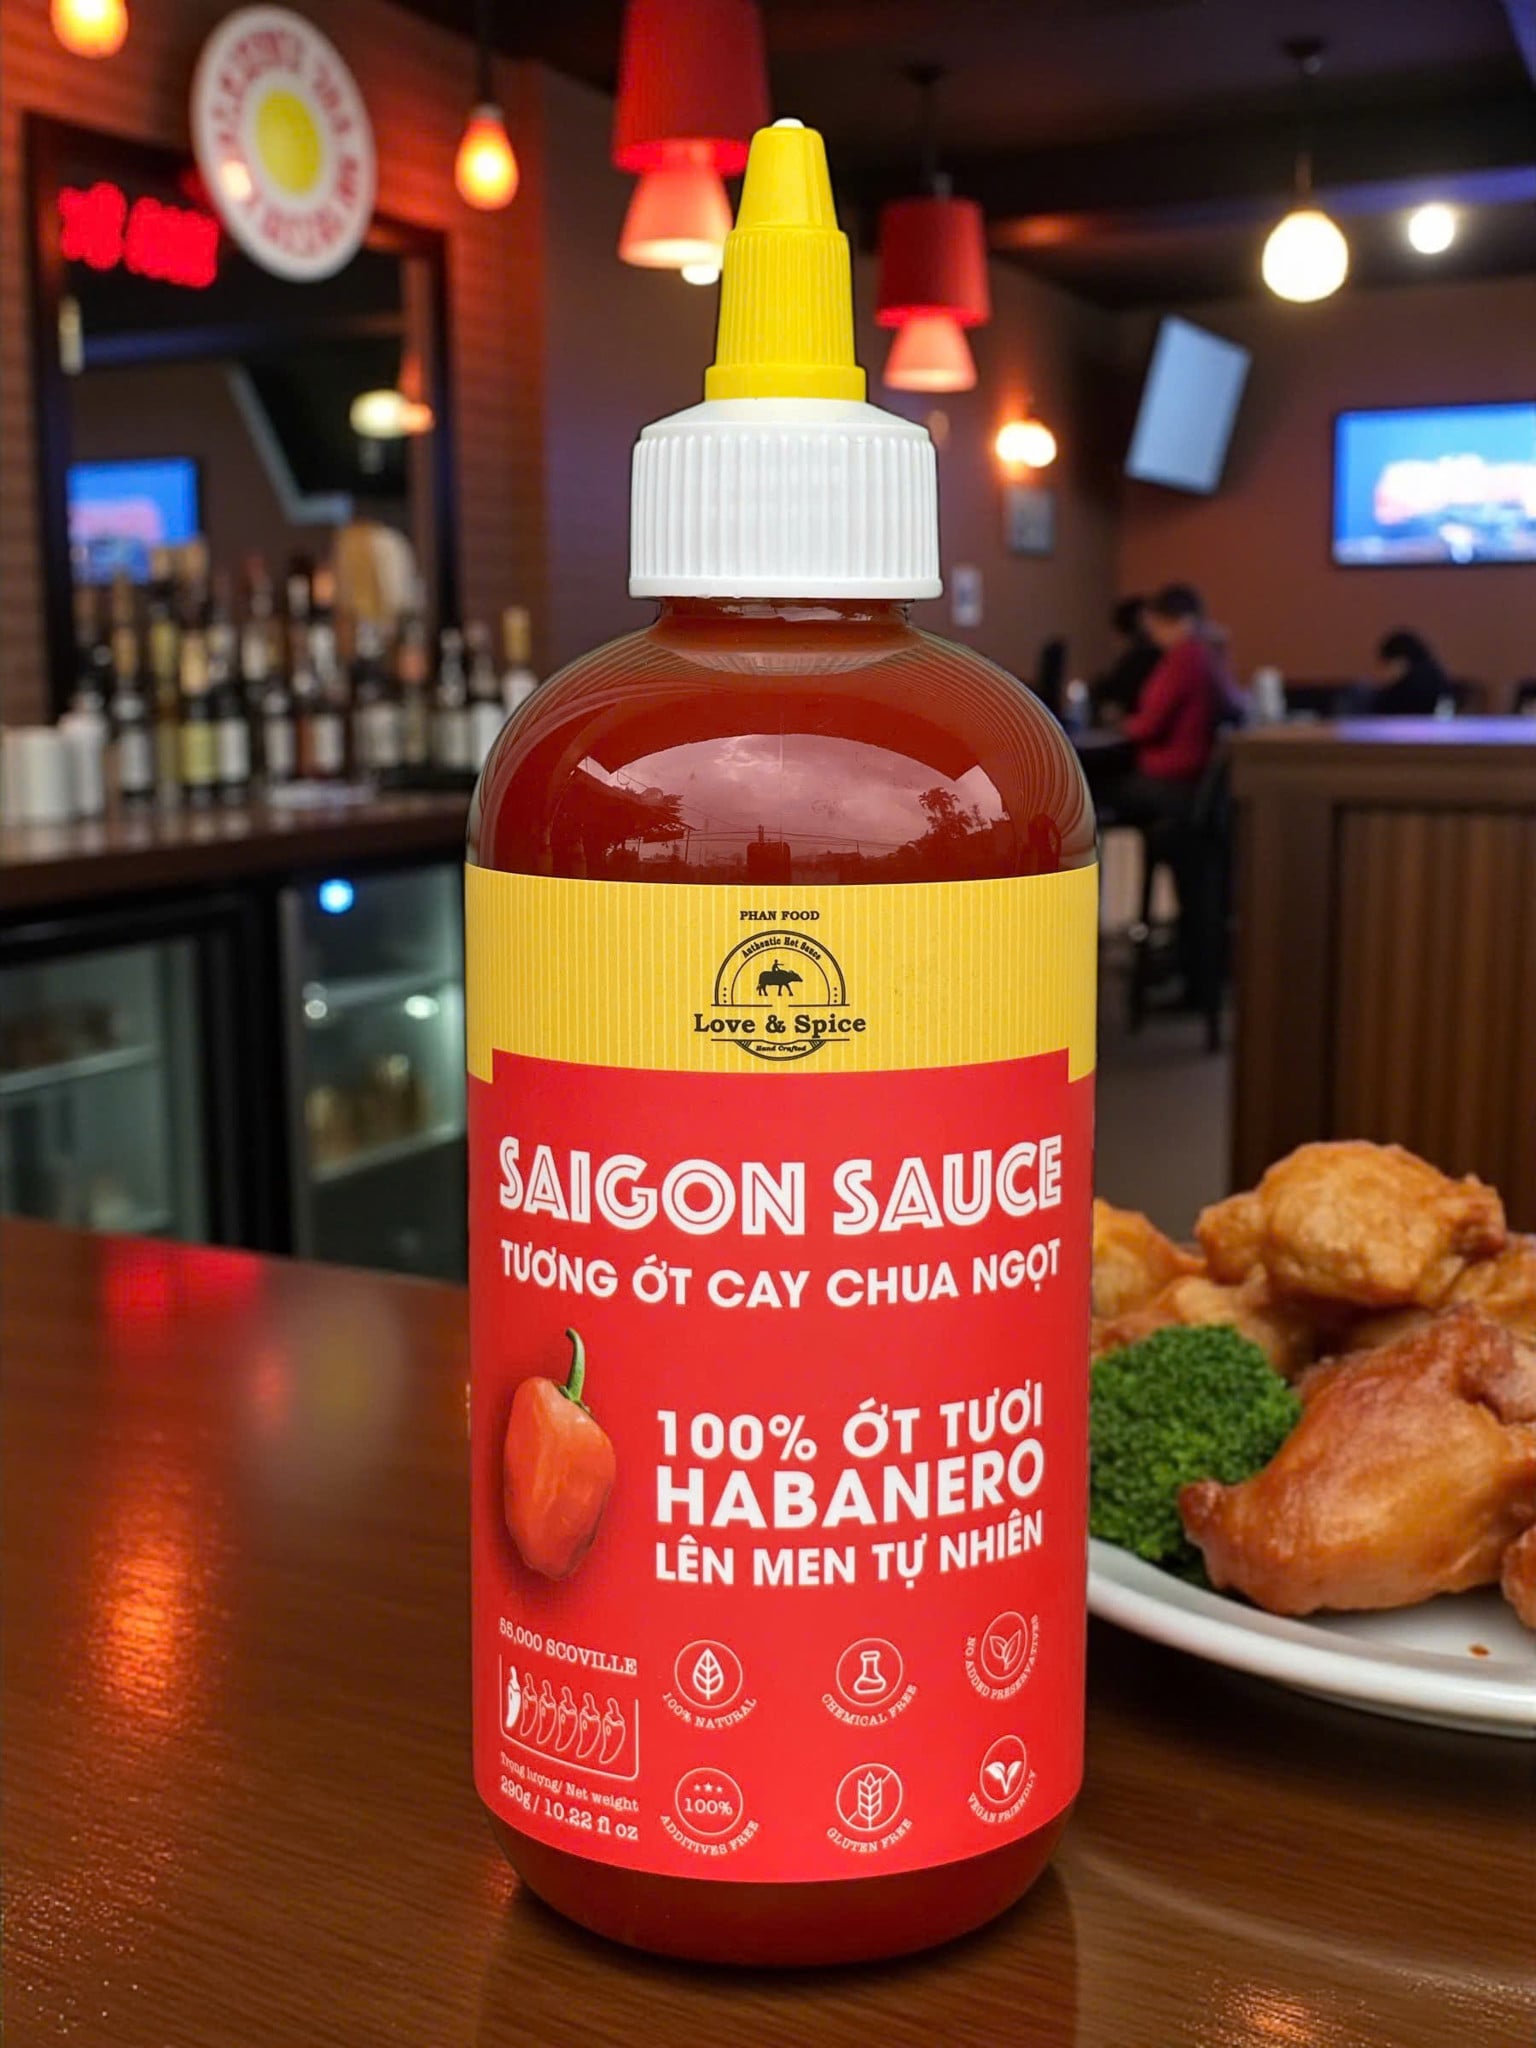 PHAN FOOD
Authentic Hot Sauce
Love & Spice
Hand Crafted
SAIGON SAUCE
TƯƠNG ỚT CAY CHUA NGỌT
100% ỚT TƯƠI
HABANERO
LÊN MEN TỰ NHIÊN
55,000 SCOVILLE
Trọng lượng/ Net weight
290g / 10.22 fl oz
100% NATURAL
CHEMICAL FREE
NO ADDED PRESERVATIVES
100%
ADDITIVES FREE
GLUTEN FREE
VEGAN FRIENDLY